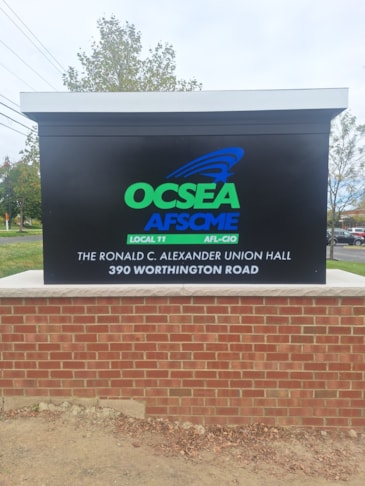 OCSEA
AFSCME
LOCAL 11 AFL-CIO
THE RONALD C. ALEXANDER UNION HALL
390 WORTHINGTON ROAD